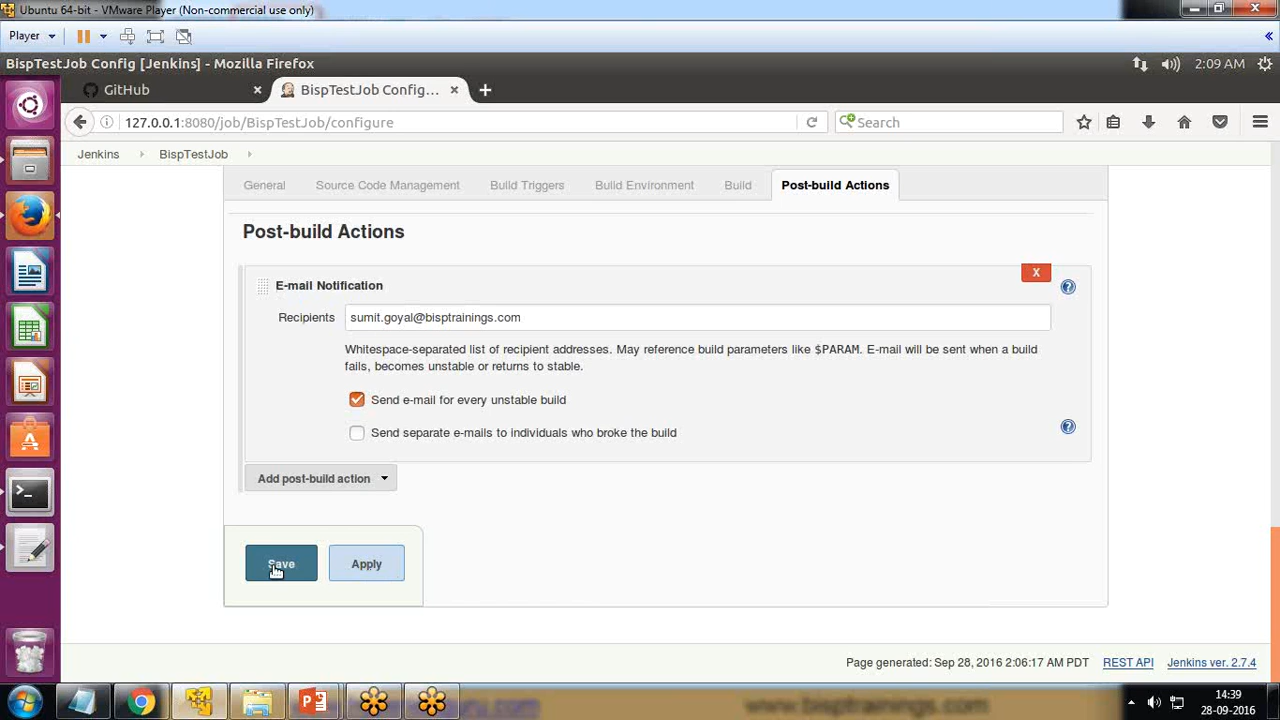 Ubuntu 64-bit - VMware Player (Non-commercial use only)
Player
BispTestJob Config [Jenkins] - Mozilla Firefox
2:09 AM
GitHub
BispTestJob Config...
127.0.0.1:8080/job/BispTestJob/configure
Search
Jenkins
BispTestJob
General
Source Code Management
Build Triggers
Build Environment
Build
Post-build Actions
Post-build Actions
E-mail Notification
X
Recipients
sumit.goyal@bisptrainings.com
Whitespace-separated list of recipient addresses. May reference build parameters like $PARAM. E-mail will be sent when a build
fails, becomes unstable or returns to stable.
Send e-mail for every unstable build
Send separate e-mails to individuals who broke the build
Add post-build action
Save
Apply
Page generated: Sep 28, 2016 2:06:17 AM PDT
REST API
Jenkins ver. 2.7.4
www.bisptrainings.com
14:39
28-09-2016